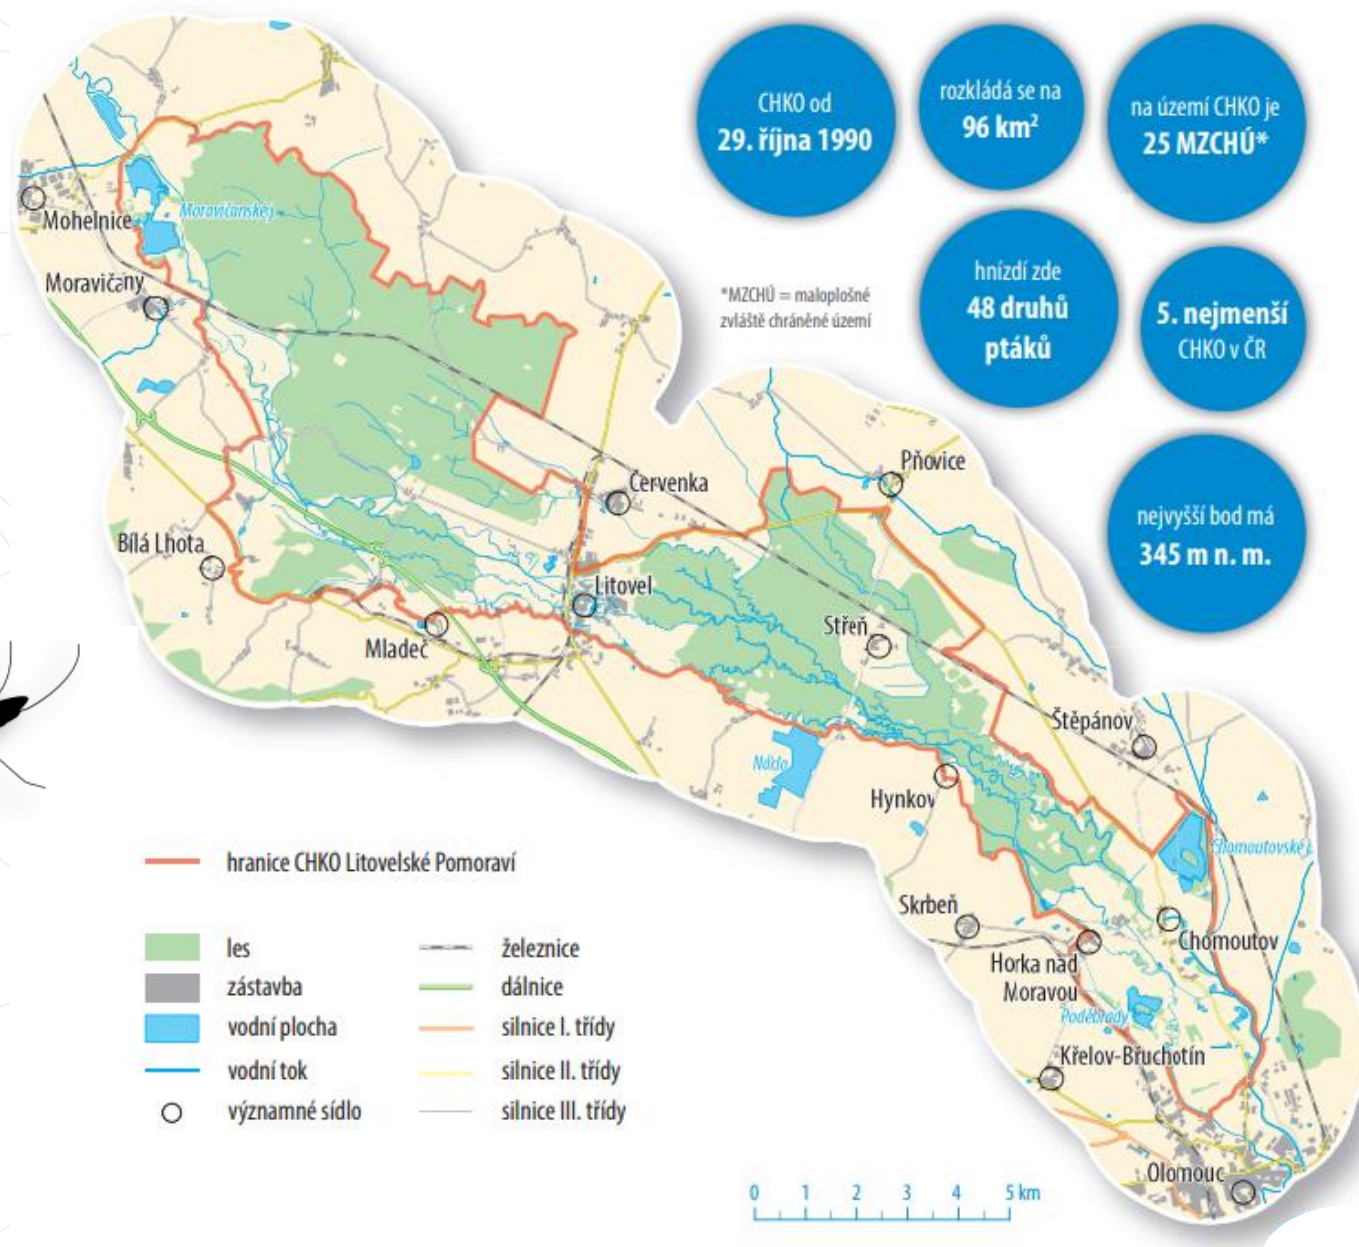 CHKO od
29. října 1990
rozkládá se na
96 km²
na území CHKO je
25 MZCHÚ*
hnízdí zde
48 druhů
ptáků
*MZCHÚ = maloplošné
zvláště chráněné území
5. nejmenší
CHKO v ČR
nejvyšší bod má
345 m n. m.
Mohelnice
Moravičanské j.
Moravičany
Pňovice
Červenka
Bílá Lhota
Litovel
Střeň
Mladeč
Štěpánov
Náklo
Hynkov
Chomoutovské j.
Skrbeň
Chomoutov
Horka nad
Moravou
Poděbrady
Křelov-Břuchotín
Olomouc
hranice CHKO Litovelské Pomoraví
les
zástavba
vodní plocha
vodní tok
významné sídlo
železnice
dálnice
silnice I. třídy
silnice II. třídy
silnice III. třídy
0 1 2 3 4 5 km